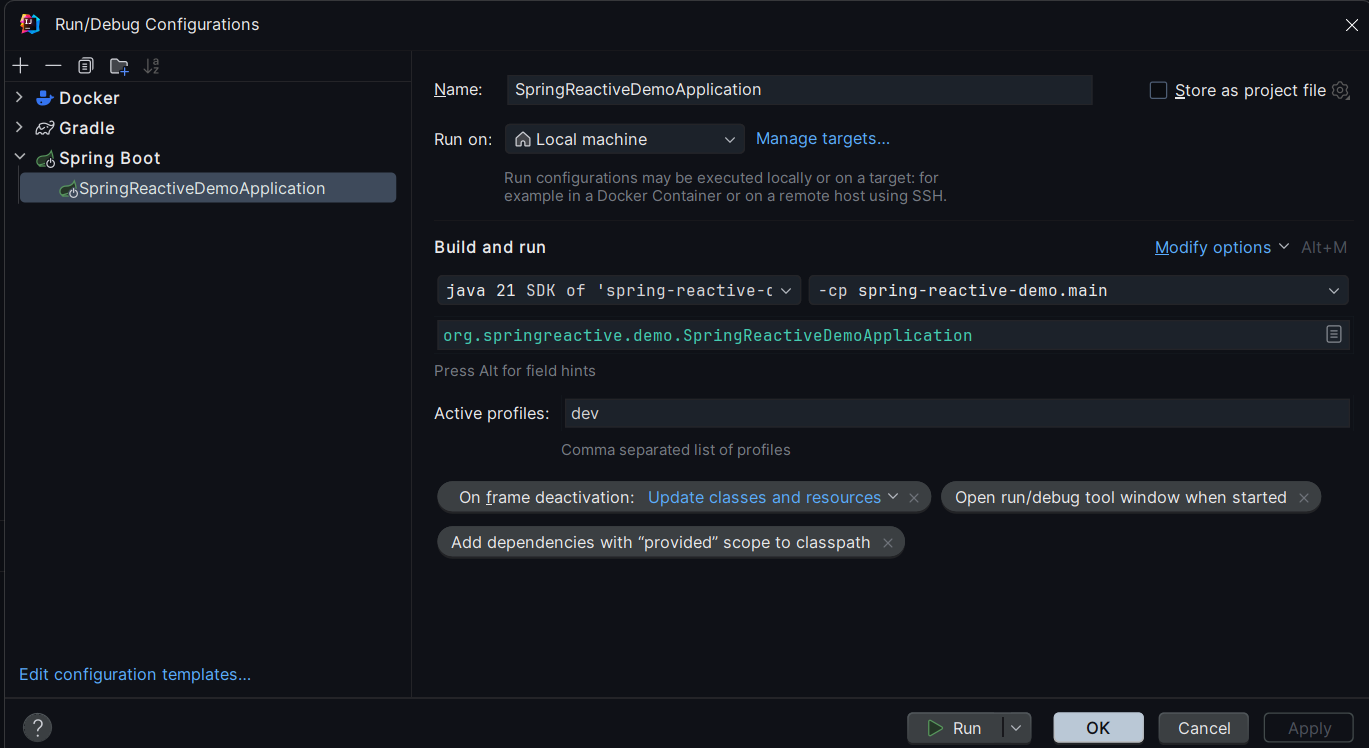 Run/Debug Configurations
Docker
Gradle
Spring Boot
SpringReactiveDemoApplication
Edit configuration templates...
Name: SpringReactiveDemoApplication
Store as project file
Run on: Local machine Manage targets...
Run configurations may be executed locally or on a target: for
example in a Docker Container or on a remote host using SSH.
Build and run Modify options Alt+M
java 21 SDK of 'spring-reactive- -cp spring-reactive-demo.main
org.springreactive.demo.SpringReactiveDemoApplication
Press Alt for field hints
Active profiles: dev
Comma separated list of profiles
On frame deactivation: Update classes and resources Open run/debug tool window when started
Add dependencies with “provided” scope to classpath
? Run OK Cancel Apply